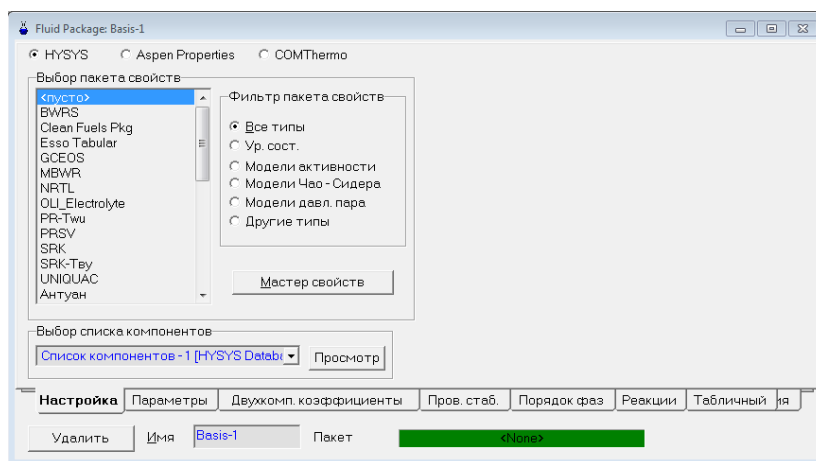 Fluid Package: Basis-1
HYSYS Aspen Properties COMThermo
Выбор пакета свойств
<пусто>
BWRS
Clean Fuels Pkg
Esso Tabular
GCEOS
MBWR
NRTL
OLI_Electrolyte
PR-Twu
PRSV
SRK
SRK-Тву
UNIQUAC
Антуан
Фильтр пакета свойств
Все типы
Ур. сост.
Модели активности
Модели Чао - Сидера
Модели давл. пара
Другие типы
Мастер свойств
Выбор списка компонентов
Список компонентов - 1 [HYSYS Databa Просмотр
Настройка Параметры Двухкомп. коэффициенты Пров. стаб. Порядок фаз Реакции Табличный ия
Удалить Имя Basis-1 Пакет <None>